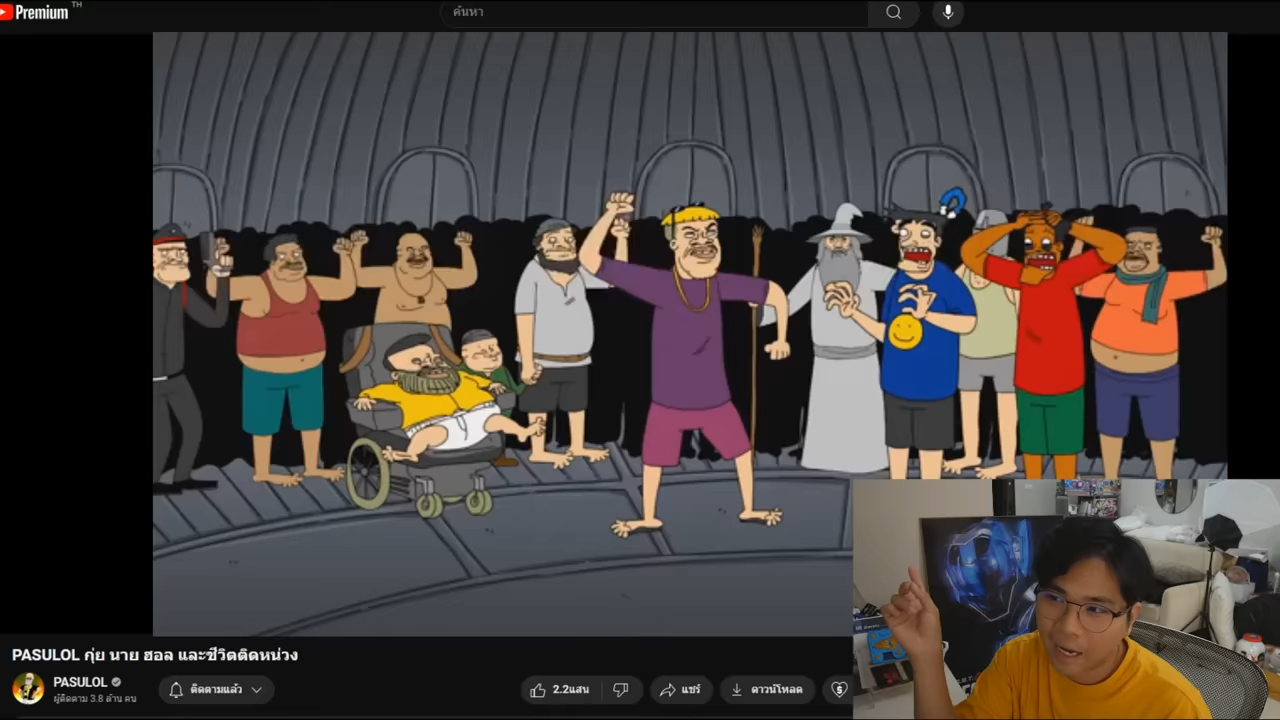 Premium TH
ค้นหา
PASULOL กุ่ย นาย ฮอล และชีวิตติดหน่วง
PASULOL
ผู้ติดตาม 3.8 ล้าน คน
ติดตามแล้ว
2.2แสน
แชร์
ดาวน์โหลด